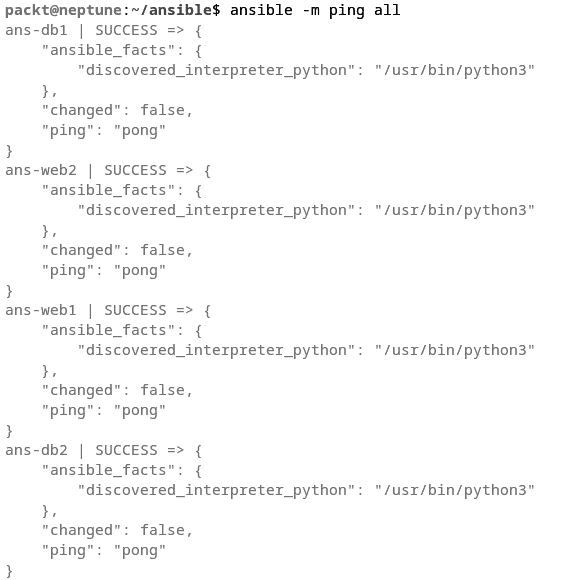 packt@neptune:~/ansible$ ansible -m ping all
ans-db1 | SUCCESS => {
    "ansible_facts": {
        "discovered_interpreter_python": "/usr/bin/python3"
    },
    "changed": false,
    "ping": "pong"
}
ans-web2 | SUCCESS => {
    "ansible_facts": {
        "discovered_interpreter_python": "/usr/bin/python3"
    },
    "changed": false,
    "ping": "pong"
}
ans-web1 | SUCCESS => {
    "ansible_facts": {
        "discovered_interpreter_python": "/usr/bin/python3"
    },
    "changed": false,
    "ping": "pong"
}
ans-db2 | SUCCESS => {
    "ansible_facts": {
        "discovered_interpreter_python": "/usr/bin/python3"
    },
    "changed": false,
    "ping": "pong"
}